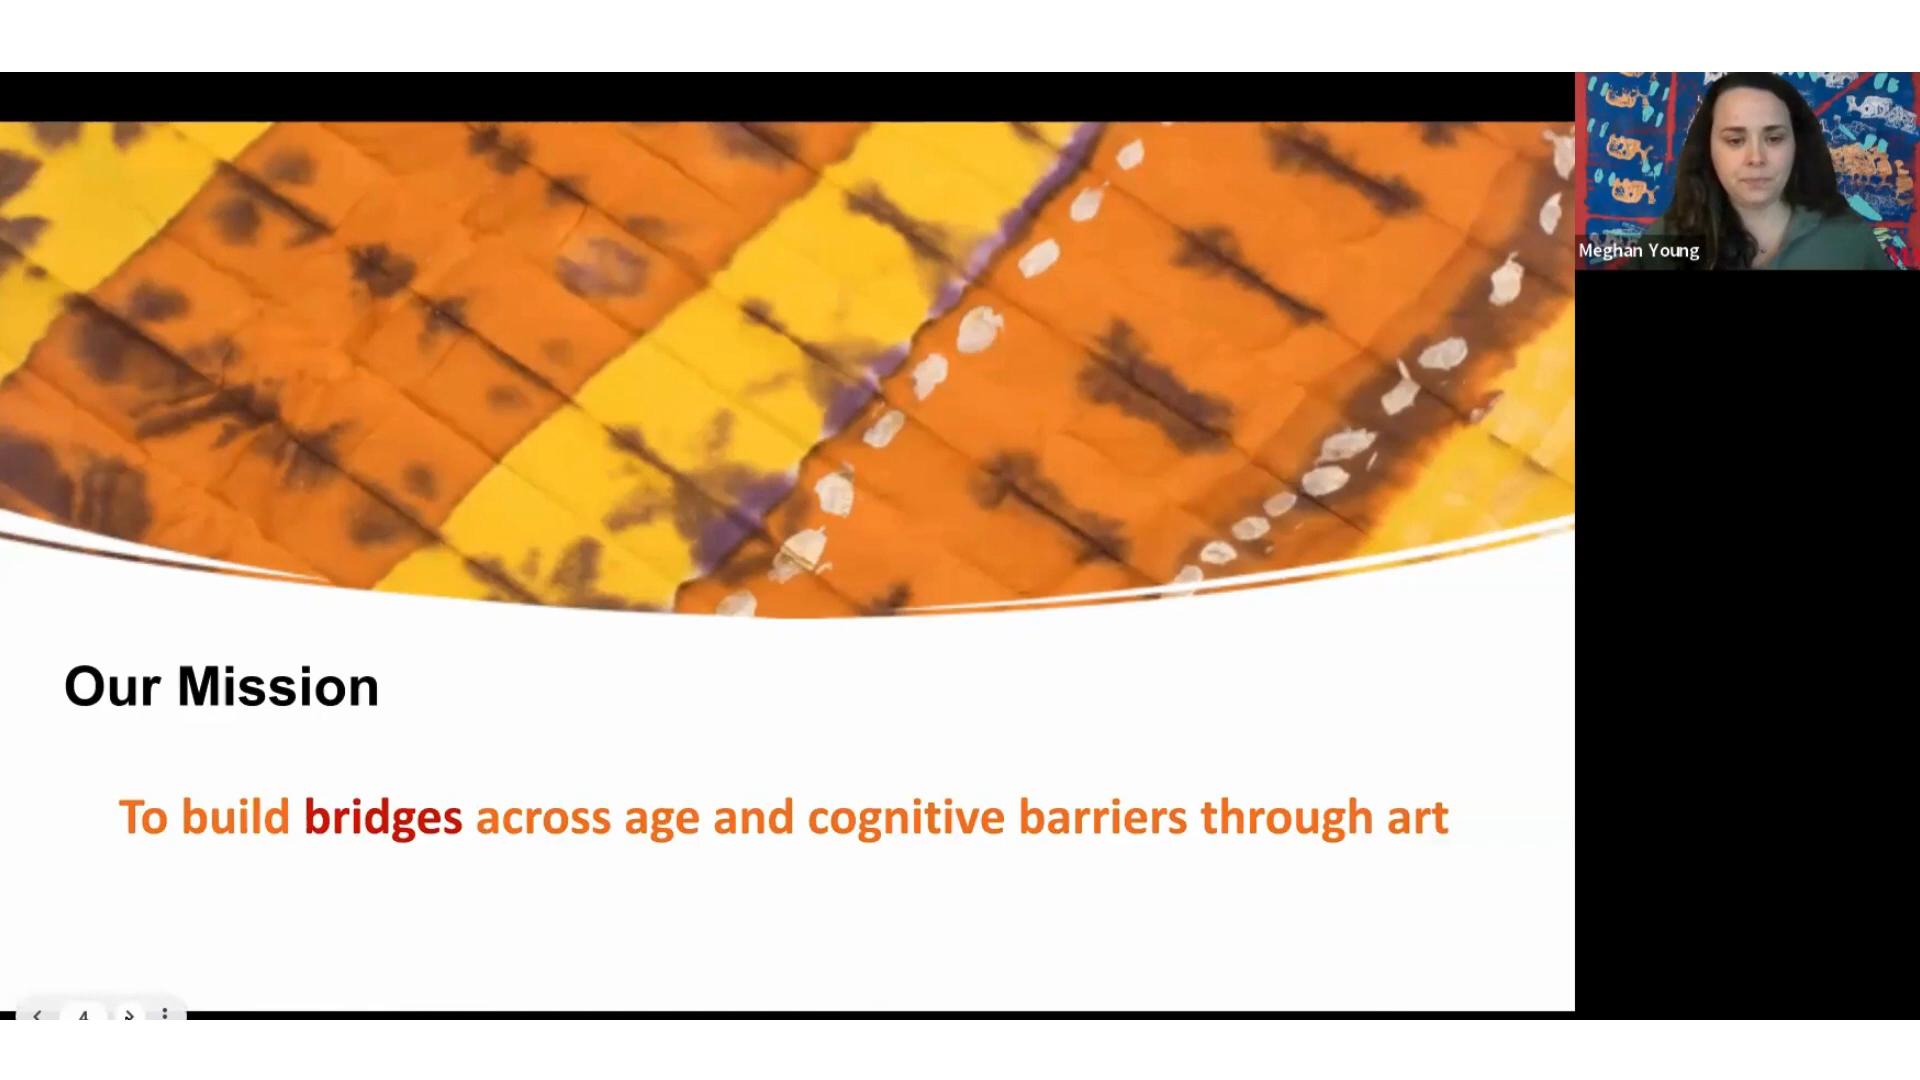 Meghan Young
Our Mission
To build bridges across age and cognitive barriers through art
4